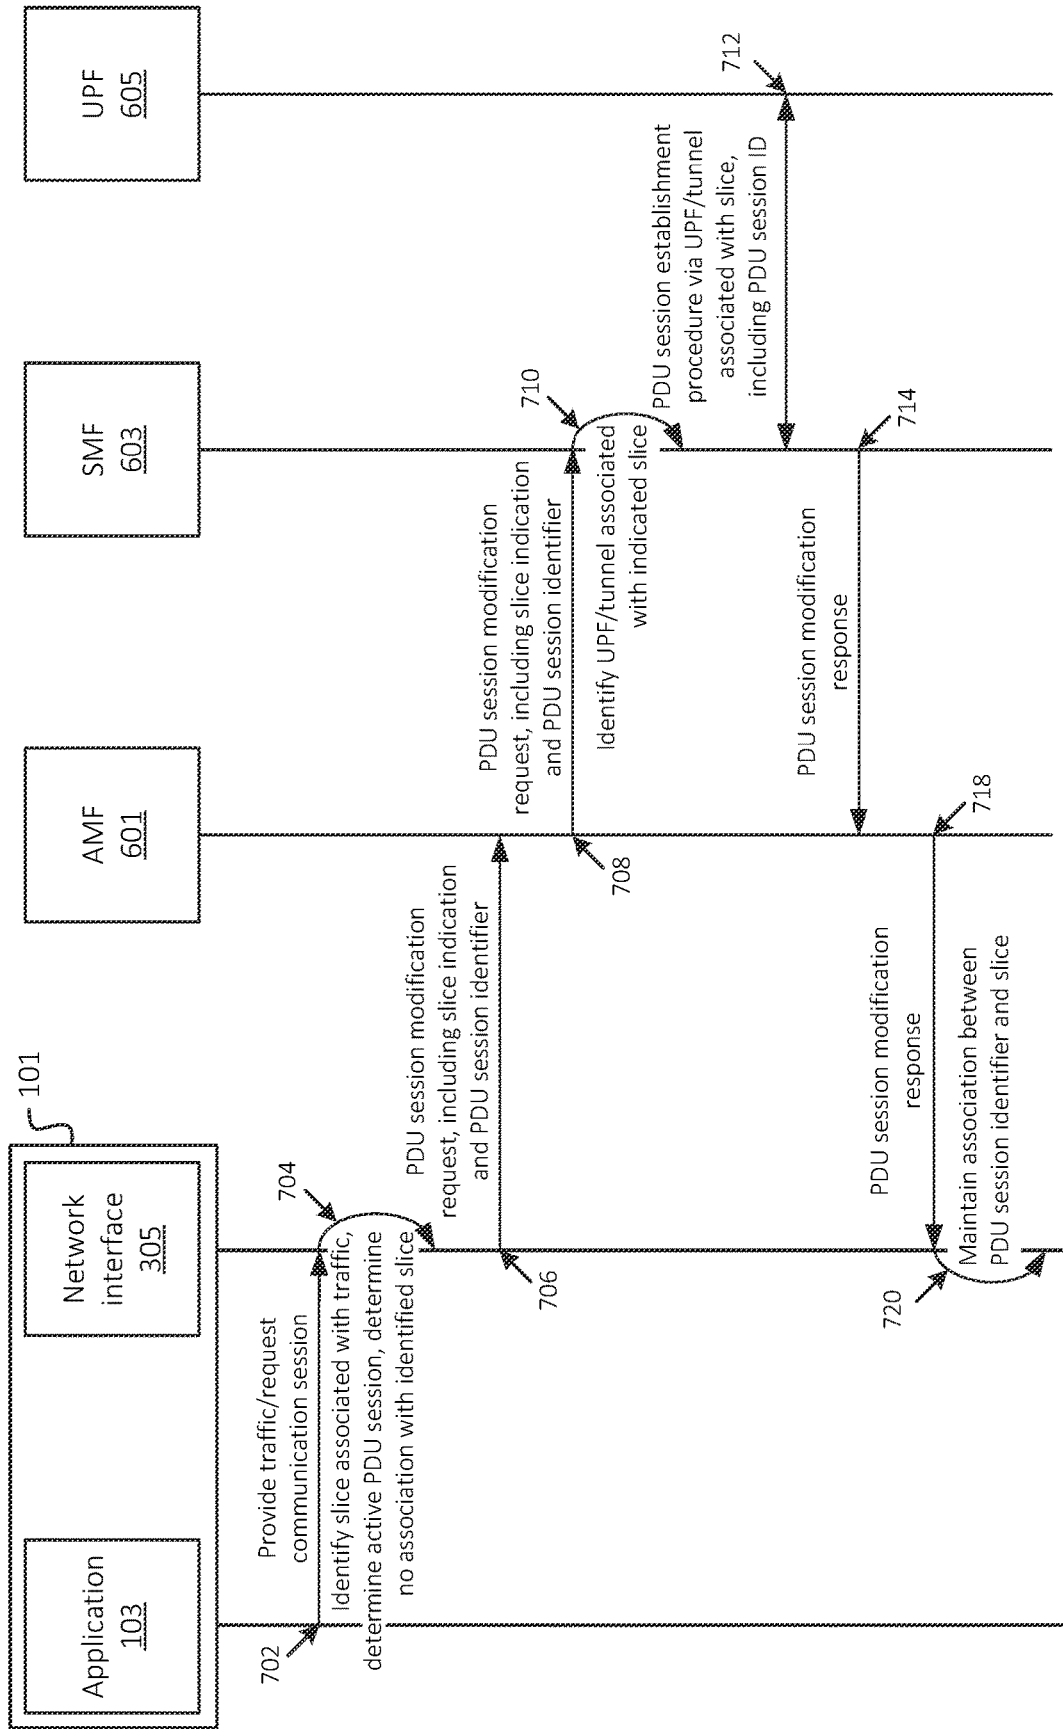 101
Application
103
Network
interface
305
AMF
601
SMF
603
UPF
605
702
Provide traffic/request
communication session
704
Identify slice associated with traffic,
determine active PDU session, determine
no association with identified slice
706
PDU session modification
request, including slice indication
and PDU session identifier
708
PDU session modification
request, including slice indication
and PDU session identifier
710
Identify UPF/tunnel associated
with indicated slice
PDU session establishment
procedure via UPF/tunnel
associated with slice,
including PDU session ID
712
714
PDU session modification
response
718
PDU session modification
response
720
Maintain association between
PDU session identifier and slice